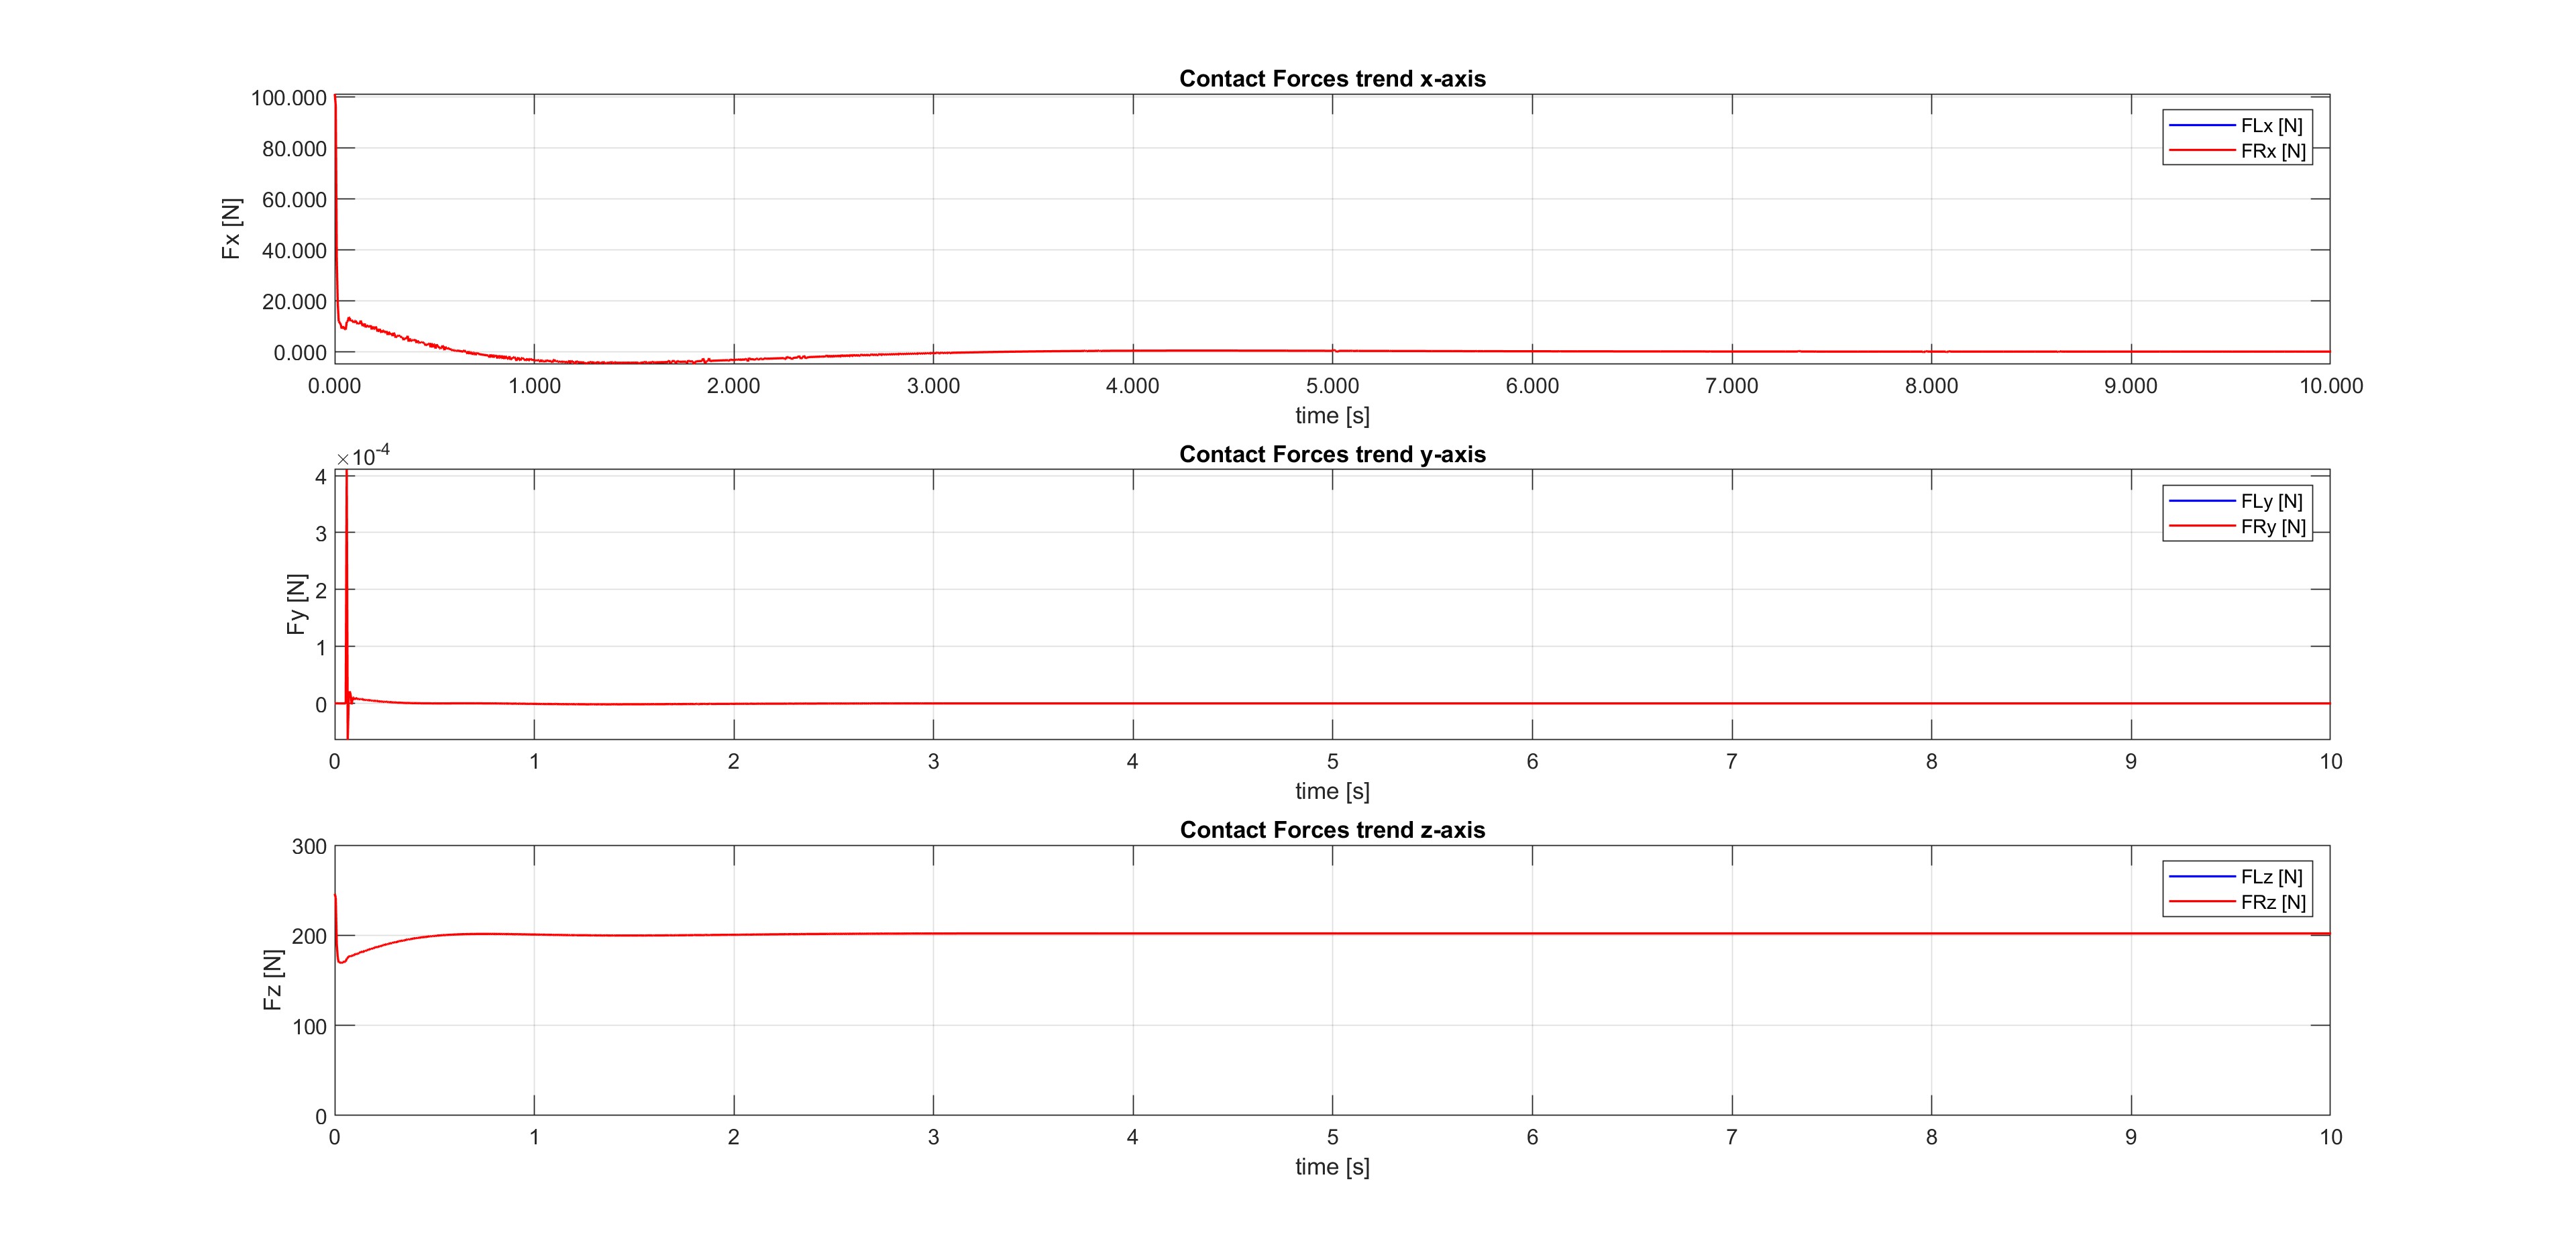 Contact Forces trend x-axis
100.000
80.000
60.000
40.000
20.000
0.000
Fx [N]
FLx [N]
FRx [N]
0.000 1.000 2.000 3.000 4.000 5.000 6.000 7.000 8.000 9.000 10.000
time [s]
Contact Forces trend y-axis
×10-4
4
3
2
1
0
Fy [N]
FLy [N]
FRy [N]
0 1 2 3 4 5 6 7 8 9 10
time [s]
Contact Forces trend z-axis
300
200
100
0
Fz [N]
FLz [N]
FRz [N]
0 1 2 3 4 5 6 7 8 9 10
time [s]